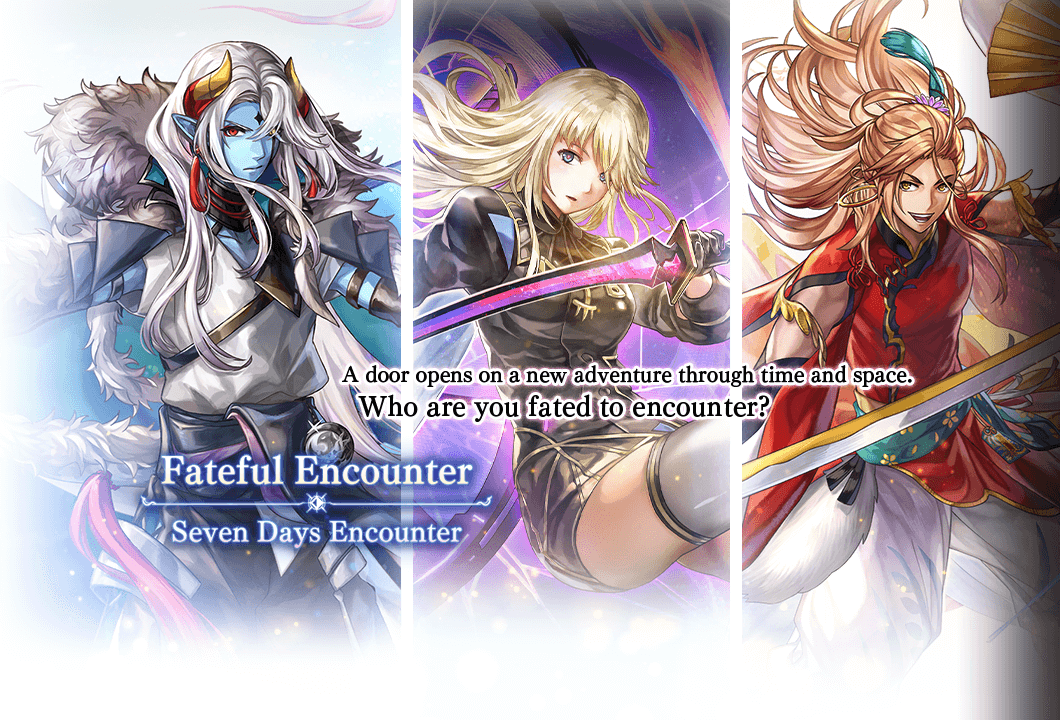 A door opens on a new adventure through time and space.
Who are you fated to encounter?
Fateful Encounter
Seven Days Encounter